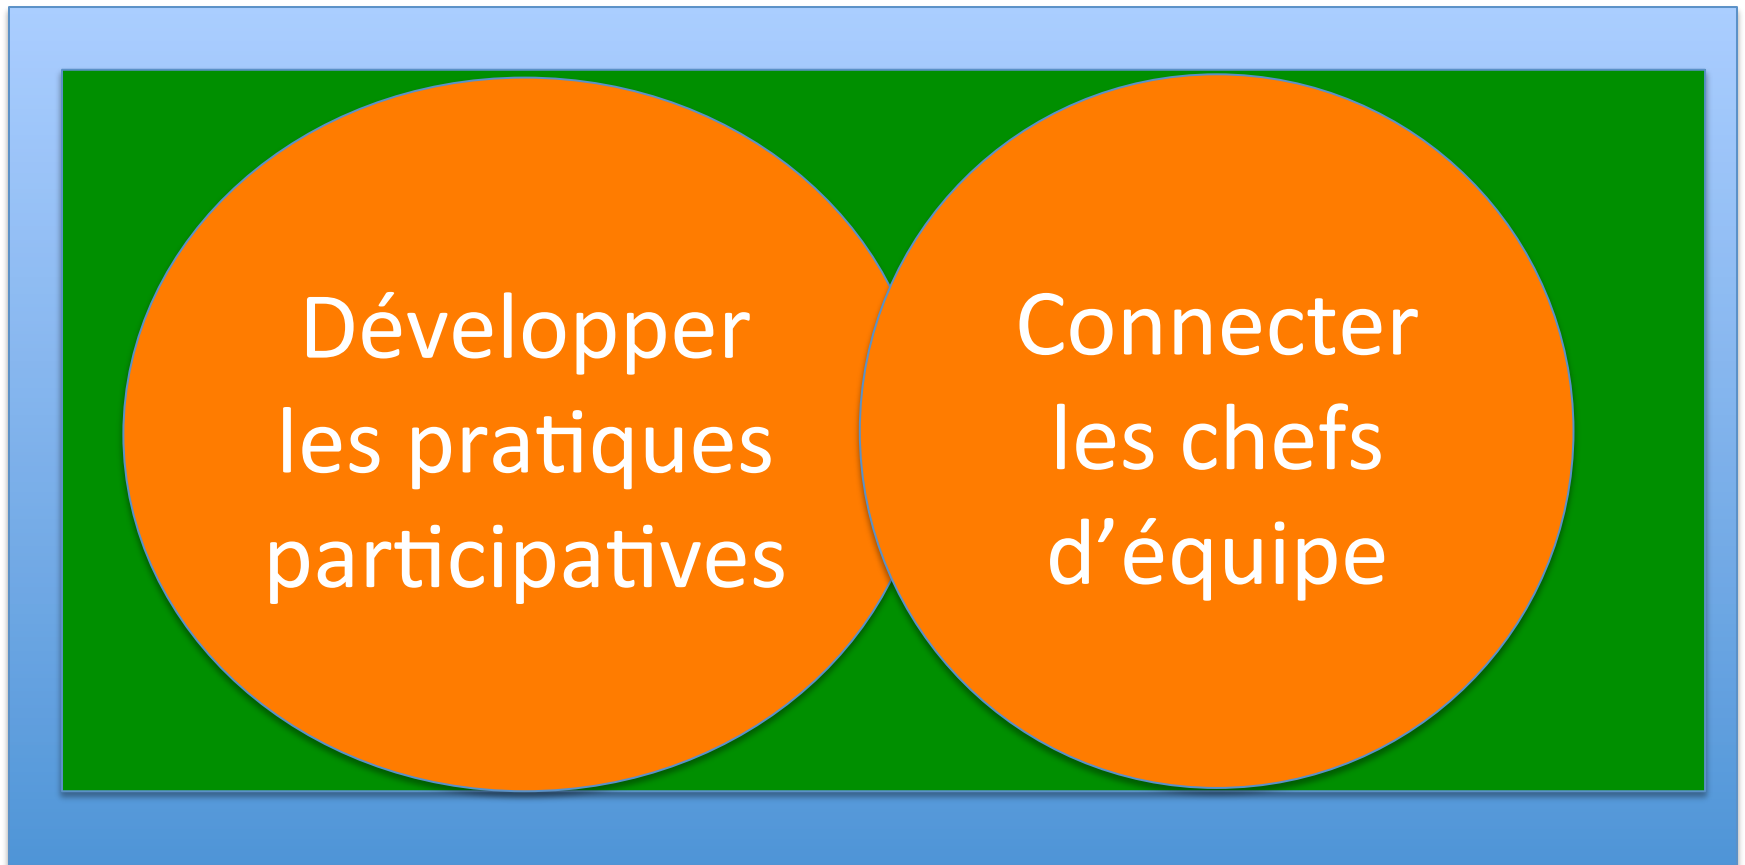 Développer
les pratiques
participatives
Connecter
les chefs
d’équipe